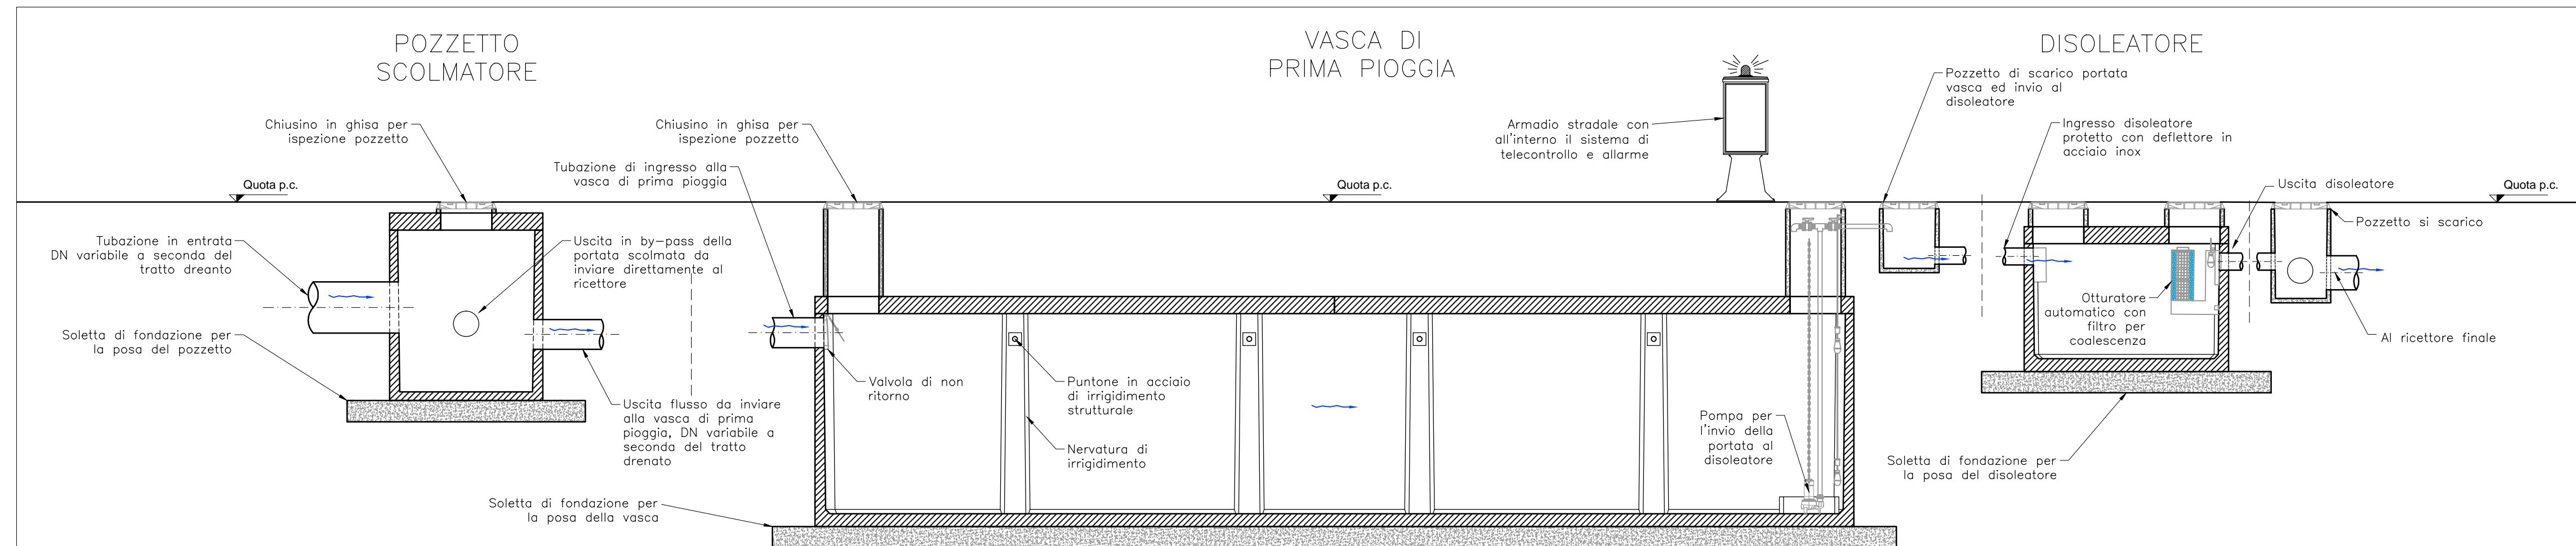 POZZETTO
SCOLMATORE
VASCA DI
PRIMA PIOGGIA
DISOLEATORE
Chiusino in ghisa per
ispezione pozzetto
Quota p.c.
Tubazione in entrata
DN variabile a seconda del
tratto dreanto
Soletta di fondazione per
la posa del pozzetto
Uscita in by-pass della
portata scolmata da
inviare direttamente al
ricettore
Uscita flusso da inviare
alla vasca di prima
pioggia, DN variabile a
seconda del tratto
drenato
Chiusino in ghisa per
ispezione pozzetto
Tubazione di ingresso alla
vasca di prima pioggia
Quota p.c.
Valvola di non
ritorno
Puntone in acciaio
di irrigidimento
strutturale
Nervatura di
irrigidimento
Soletta di fondazione per
la posa della vasca
Armadio stradale con
all'interno il sistema di
telecontrollo e allarme
Pompa per
l'invio della
portata al
disoleatore
Pozzetto di scarico portata
vasca ed invio al
disoleatore
Ingresso disoleatore
protetto con deflettore in
acciaio inox
Uscita disoleatore
Quota p.c.
Pozzetto si scarico
Otturatore
automatico con
filtro per
coalescenza
Al ricettore finale
Soletta di fondazione per
la posa del disoleatore